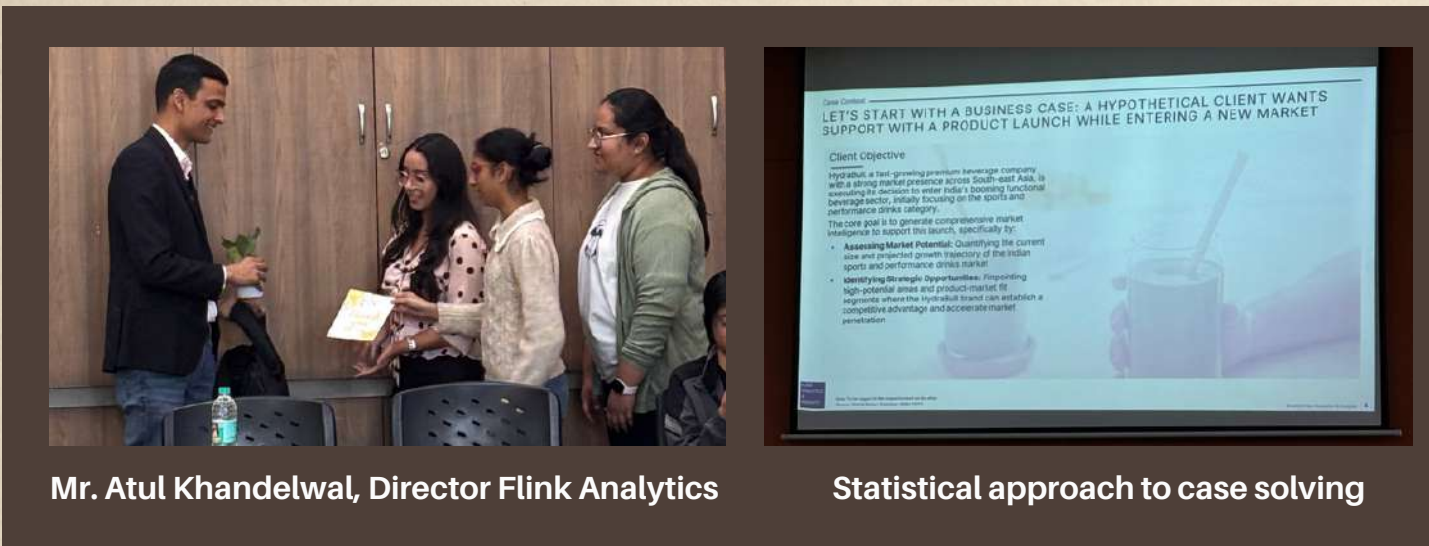 Case Context
LET'S START WITH A BUSINESS CASE: A HYPOTHETICAL CLIENT WANTS
SUPPORT WITH A PRODUCT LAUNCH WHILE ENTERING A NEW MARKET
Client Objective
HydraBull, a fast-growing premium beverage company
with a strong market presence across South-east Asia, is
executing its decision to enter India's booming functional
beverage sector, initially focusing on the sports and
performance drinks category.
The core goal is to generate comprehensive market
intelligence to support this launch, specifically by:
• Assessing Market Potential: Quantifying the current
size and projected growth trajectory of the Indian
sports and performance drinks market
• Identifying Strategic Opportunities: Pinpointing
high-potential areas and product-market fit
segments where the HydraBull brand can establish a
competitive advantage and accelerate market
penetration
Mr. Atul Khandelwal, Director Flink Analytics
Statistical approach to case solving